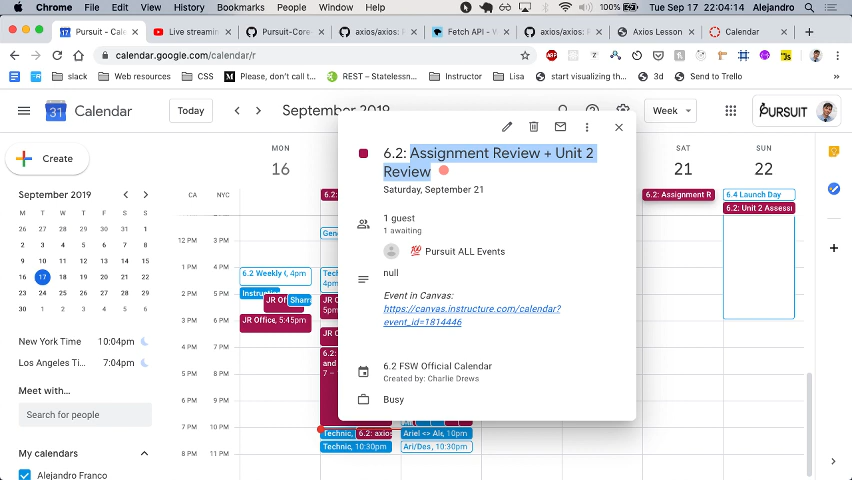 Chrome File Edit View History Bookmarks People Window Help 100% Tue Sep 17 22:04:14 Alejandro
Pursuit - Cale
Live streaming
Pursuit-Core
axios/axios: P
Fetch API - W
axios/axios: P
Axios Lesson
Calendar
calendar.google.com/calendar/r
slack
Web resources
CSS
Please, don't call t...
REST – Statelessn...
Instructor
Lisa
start visualizing th...
3d
Send to Trello
31
Calendar
Today
September 2019
Week
PURSUIT
Create
September 2019
M T W T F S S
26 27 28 29 30 31 1
2 3 4 5 6 7 8
9 10 11 12 13 14 15
16 17 18 19 20 21 22
23 24 25 26 27 28 29
30 1 2 3 4 5 6
New York Time 10:04pm
Los Angeles Ti... 7:04pm
Meet with...
Search for people
My calendars
Alejandro Franco
MON
16
SAT
21
SUN
22
CA NYC
6.2: Assignment R
6.4 Launch Day
6.2: Unit 2 Assess
12 PM 3 PM
1 PM 4 PM
2 PM 5 PM
3 PM 6 PM
4 PM 7 PM
5 PM 8 PM
6 PM 9 PM
7 PM 10 PM
8 PM 11 PM
6.2 Weekly C, 4pm
Instructi
JR Of
Sham
JR Office, 5:45pm
Technic,
6.2: axios
Technic, 10:30pm
Ariel <> Ale, 10pm
Ari/Des, 10:30pm
6.2: Assignment Review + Unit 2
Review
Saturday, September 21
1 guest
1 awaiting
💯 Pursuit ALL Events
null
Event in Canvas:
https://canvas.instructure.com/calendar?
event_id=1814446
6.2 FSW Official Calendar
Created by: Charlie Drews
Busy